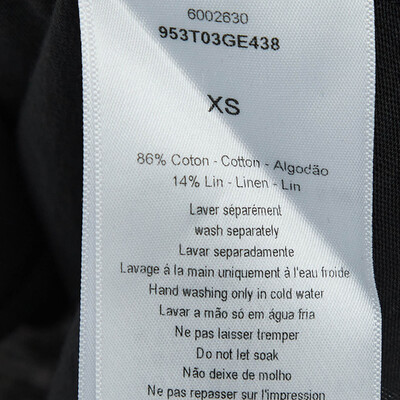 6002630
953T03GE438
XS
86% Coton - Cotton - Algodão
14% Lin - Linen - Lin
Laver séparément
wash separately
Lavar separadamente
Lavage á la main uniquement á l'eau froide
Hand washing only in cold water
Lavar a mão só em água fria
Ne pas laisser tremper
Do not let soak
Não deixe de molho
Ne pas repasser sur l'impression